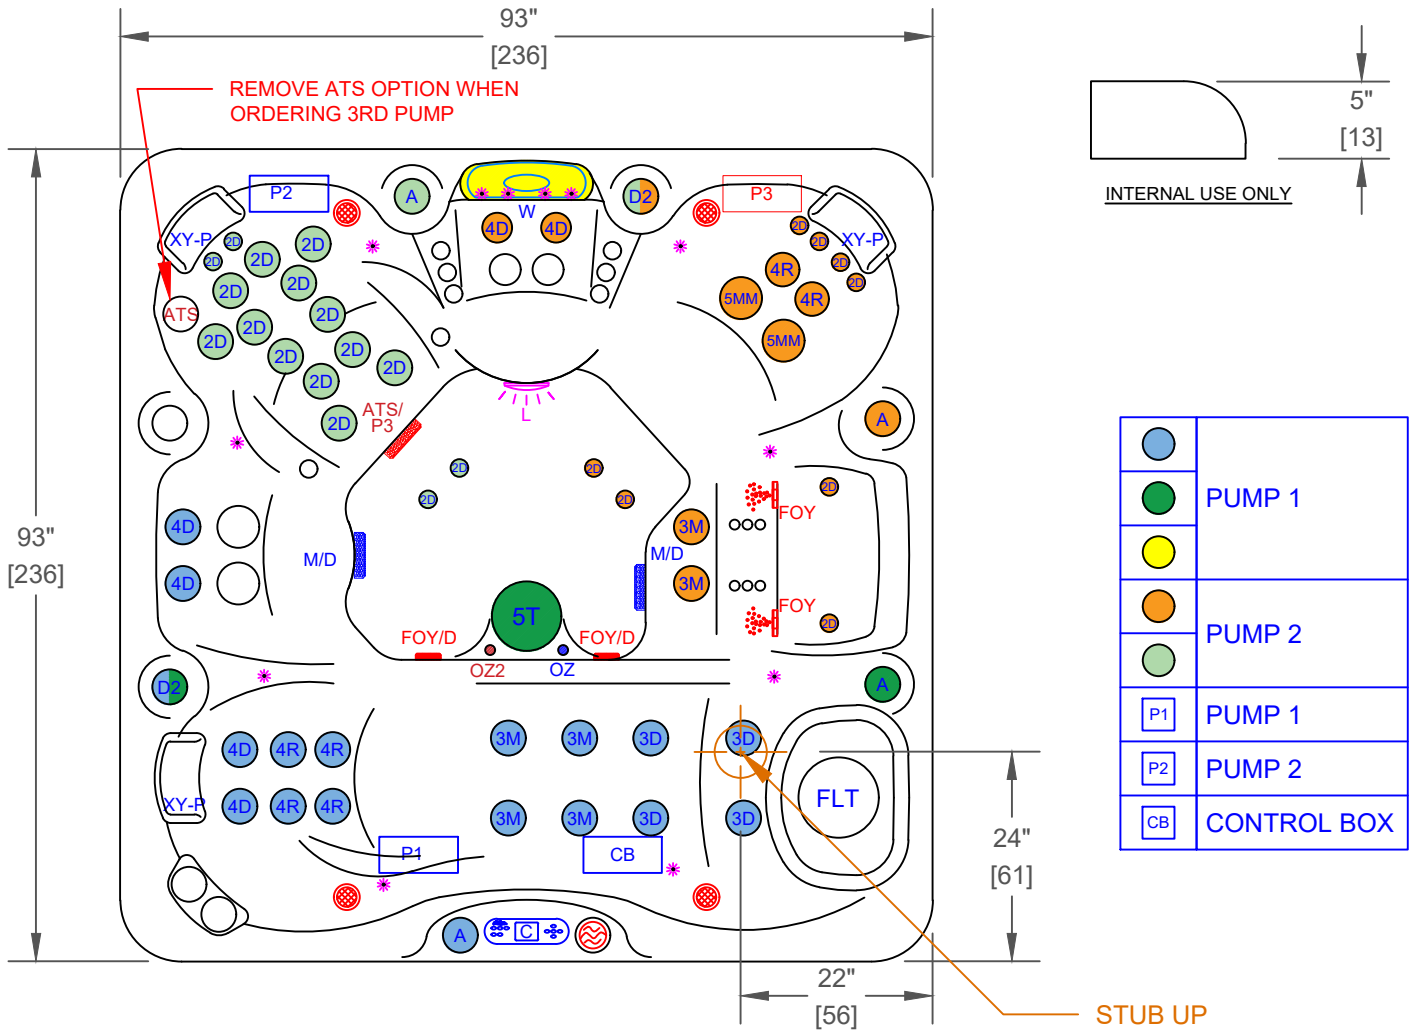 93"
[236]
REMOVE ATS OPTION WHEN
ORDERING 3RD PUMP
5"
[13]
INTERNAL USE ONLY
P2
A
W
D2
P3
XY-P
2D
2D
2D
2D
2D
2D
4D
4D
2D
2D
XY-P
2D
2D
4R
4R
5MM
5MM
ATS
2D
2D
2D
2D
2D
2D
2D
2D
2D
ATS/
P3
L
A
2D
2D
2D
2D
2D
FOY
93"
[236]
4D
4D
M/D
3M
M/D
3M
FOY
2D
5T
FOY/D
FOY/D
OZ2
OZ
D2
A
PUMP 1
PUMP 2
P1
PUMP 1
P2
PUMP 2
CB
CONTROL BOX
4D
4R
4R
3M
3M
3D
3D
XY-P
4D
4R
4R
3M
3M
3D
3D
FLT
P1
CB
24"
[61]
A
C
22"
[56]
STUB UP